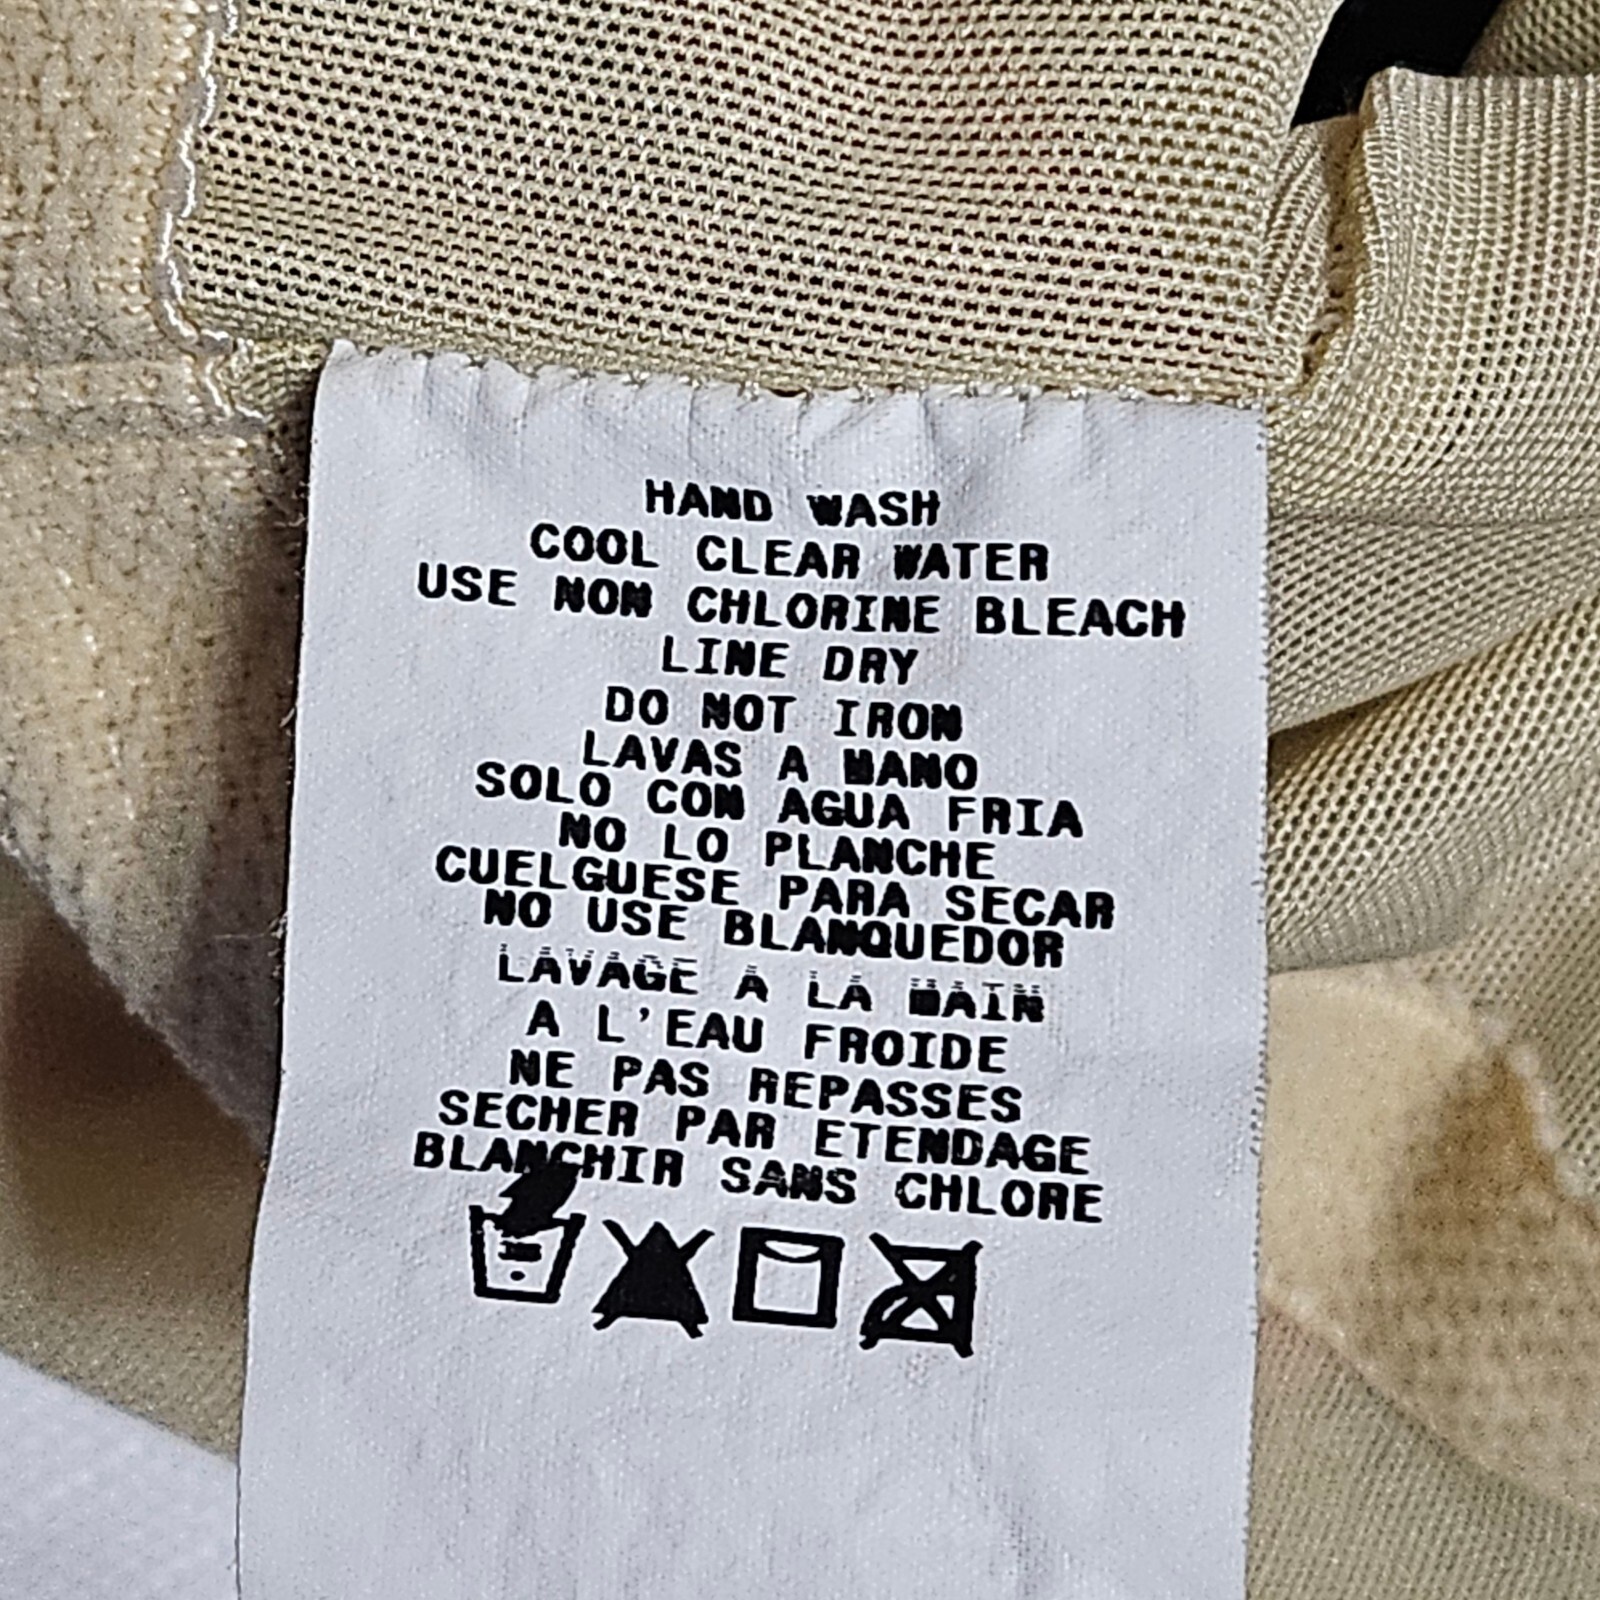 HAND WASH
COOL CLEAR WATER
USE NON CHLORINE BLEACH
LINE DRY
DO NOT IRON
LAVAS A MANO
SOLO CON AGUA FRIA
NO LO PLANCHE
CUELGUESE PARA SECAR
NO USE BLANQUEDOR
LAVAGE A LA MAIN
A L'EAU FROIDE
NE PAS REPASSES
SECHER PAR ETENDAGE
BLANCHIR SANS CHLORE